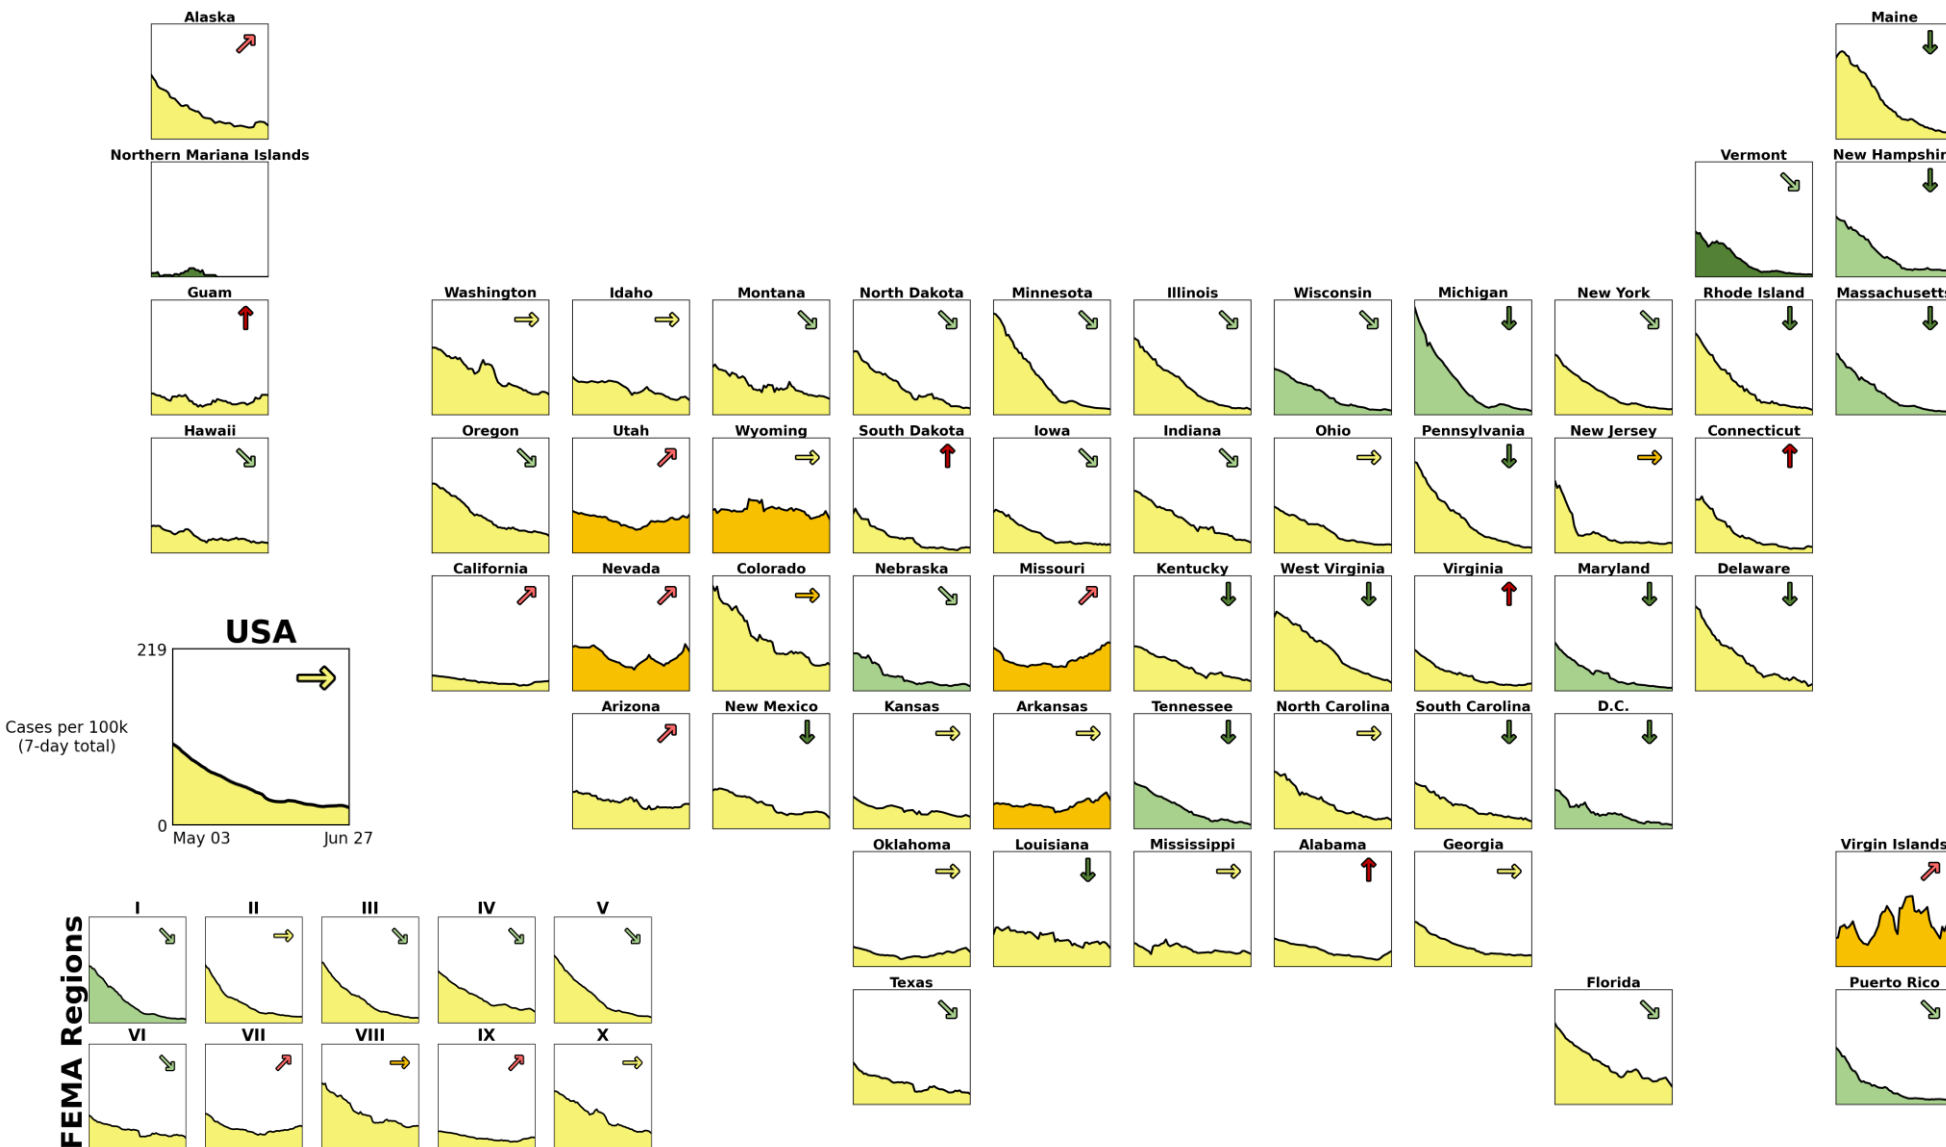 Alaska
Maine
Northern Mariana Islands
Vermont
New Hampshir
Guam
Washington
Idaho
Montana
North Dakota
Minnesota
Illinois
Wisconsin
Michigan
New York
Rhode Island
Massachusetts
Hawaii
Oregon
Utah
Wyoming
South Dakota
Iowa
Indiana
Ohio
Pennsylvania
New Jersey
Connecticut
California
Nevada
Colorado
Nebraska
Missouri
Kentucky
West Virginia
Virginia
Maryland
Delaware
USA
219
Cases per 100k
(7-day total)
0
May 03
Jun 27
Arizona
New Mexico
Kansas
Arkansas
Tennessee
North Carolina
South Carolina
D.C.
Oklahoma
Louisiana
Mississippi
Alabama
Georgia
Virgin Islands
Texas
Florida
Puerto Rico
FEMA Regions
I
II
III
IV
V
VI
VII
VIII
IX
X